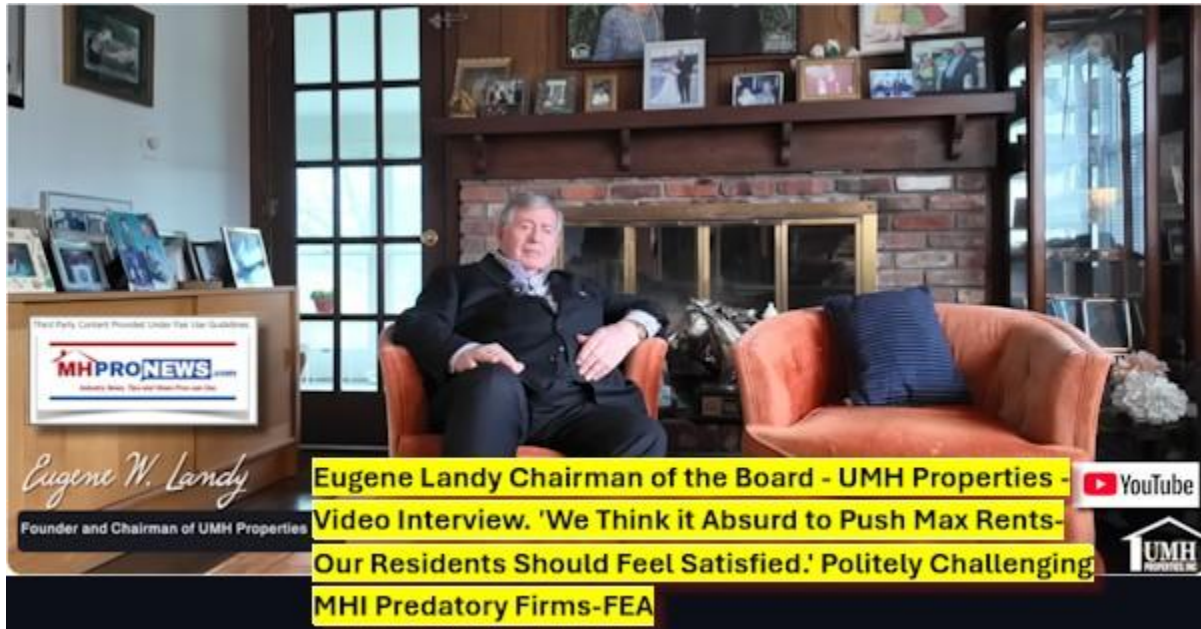 Third Party Content Provided Under Fair Use Guidelines.
MHPRONEWS.com
Industry News, Tips and Views Pros can Use
Eugene W. Landy
Founder and Chairman of UMH Properties
Eugene Landy Chairman of the Board - UMH Properties -
Video Interview. 'We Think it Absurd to Push Max Rents-
Our Residents Should Feel Satisfied.' Politely Challenging
MHI Predatory Firms-FEA
YouTube
UMH
PROPERTIES, INC